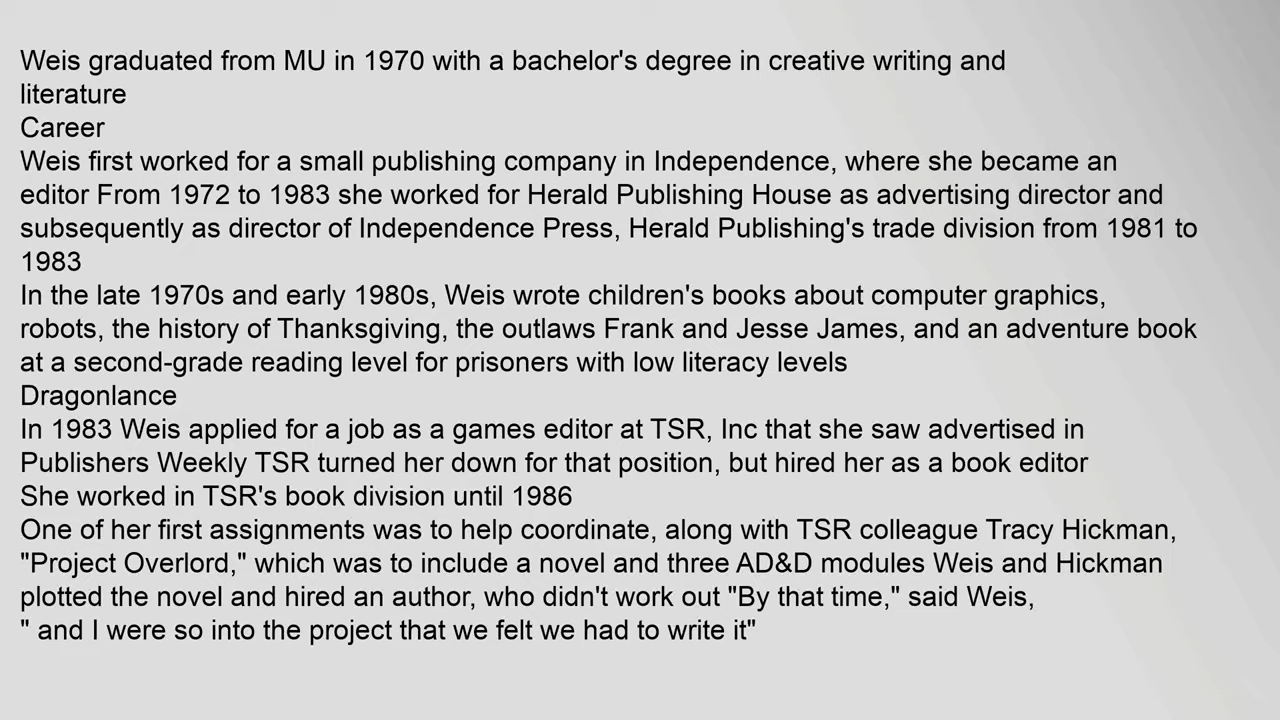 Weis graduated from MU in 1970 with a bachelor's degree in creative writing and
literature
Career
Weis first worked for a small publishing company in Independence, where she became an
editor From 1972 to 1983 she worked for Herald Publishing House as advertising director and
subsequently as director of Independence Press, Herald Publishing's trade division from 1981 to
1983
In the late 1970s and early 1980s, Weis wrote children's books about computer graphics,
robots, the history of Thanksgiving, the outlaws Frank and Jesse James, and an adventure book
at a second-grade reading level for prisoners with low literacy levels
Dragonlance
In 1983 Weis applied for a job as a games editor at TSR, Inc that she saw advertised in
Publishers Weekly TSR turned her down for that position, but hired her as a book editor
She worked in TSR's book division until 1986
One of her first assignments was to help coordinate, along with TSR colleague Tracy Hickman,
"Project Overlord," which was to include a novel and three AD&D modules Weis and Hickman
plotted the novel and hired an author, who didn't work out "By that time," said Weis,
" and I were so into the project that we felt we had to write it"